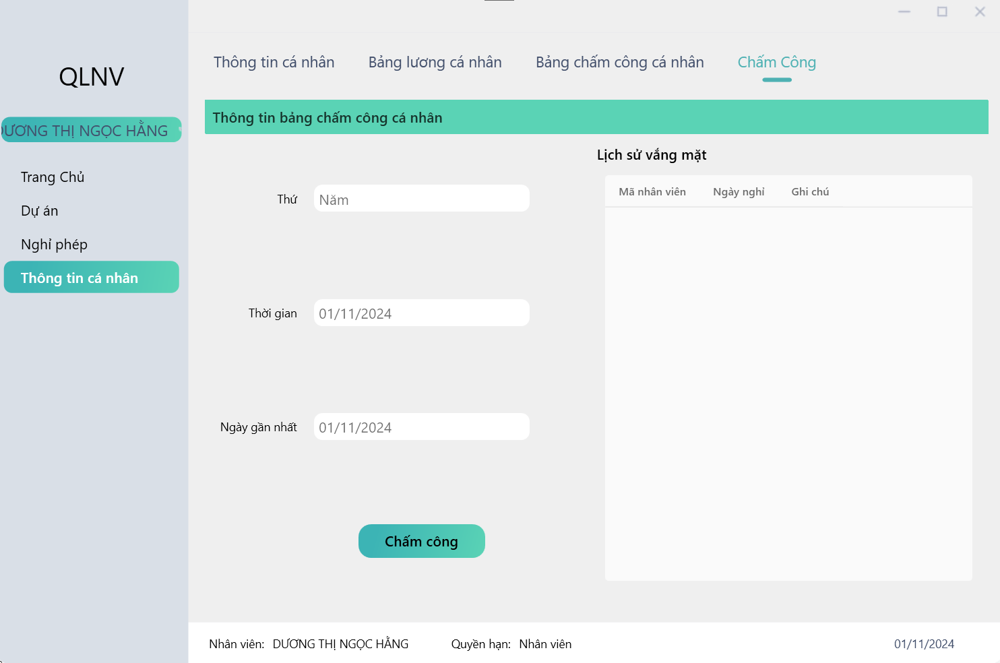 QLNV
DƯƠNG THỊ NGỌC HẰNG
Trang Chủ
Dự án
Nghỉ phép
Thông tin cá nhân
Thông tin cá nhân
Bảng lương cá nhân
Bảng chấm công cá nhân
Chấm Công
Thông tin bảng chấm công cá nhân
Thứ
Năm
Thời gian
01/11/2024
Ngày gần nhất
01/11/2024
Chấm công
Lịch sử vắng mặt
Mã nhân viên
Ngày nghỉ
Ghi chú
Nhân viên: DƯƠNG THỊ NGỌC HẰNG
Quyền hạn: Nhân viên
01/11/2024